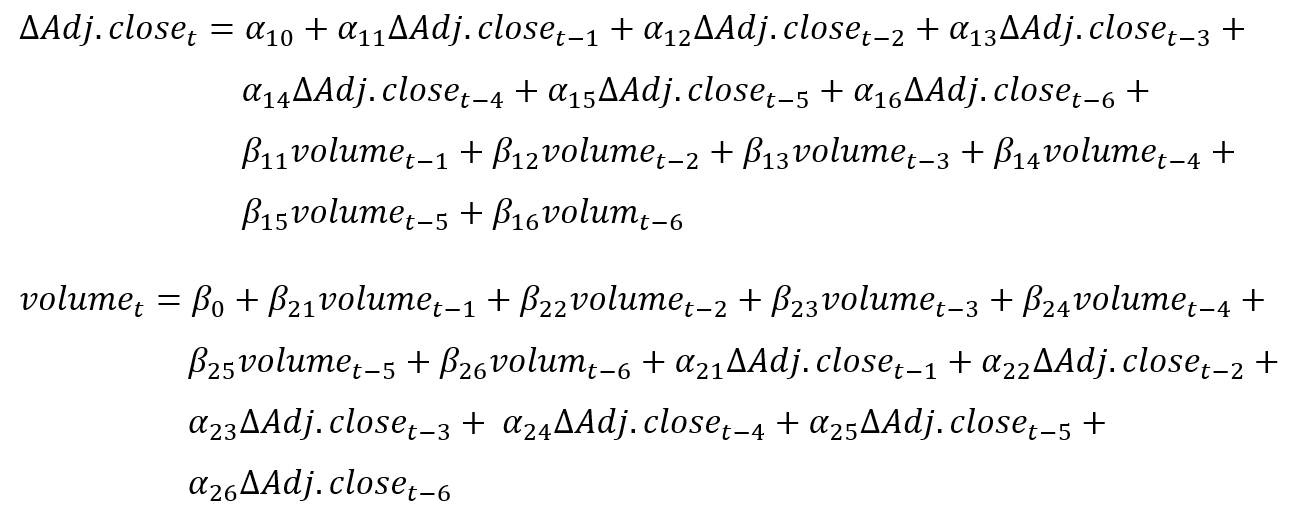 ΔAdj.close_t = α_10 + α_11ΔAdj.close_{t−1} + α_12ΔAdj.close_{t−2} + α_13ΔAdj.close_{t−3} +
α_14ΔAdj.close_{t−4} + α_15ΔAdj.close_{t−5} + α_16ΔAdj.close_{t−6} +
β_11volume_{t−1} + β_12volume_{t−2} + β_13volume_{t−3} + β_14volume_{t−4} +
β_15volume_{t−5} + β_16volum_{t−6}
volume_t = β_0 + β_21volume_{t−1} + β_22volume_{t−2} + β_23volume_{t−3} + β_24volume_{t−4} +
β_25volume_{t−5} + β_26volum_{t−6} + α_21ΔAdj.close_{t−1} + α_22ΔAdj.close_{t−2} +
α_23ΔAdj.close_{t−3} + α_24ΔAdj.close_{t−4} + α_25ΔAdj.close_{t−5} +
α_26ΔAdj.close_{t−6}